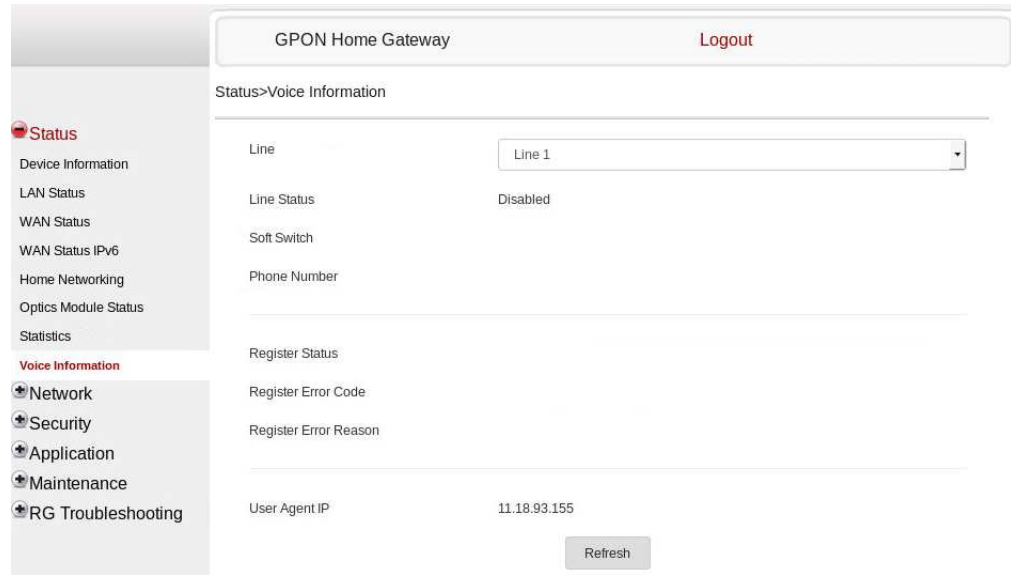 GPON Home Gateway Logout
Status>Voice Information
Status
Device Information
LAN Status
WAN Status
WAN Status IPv6
Home Networking
Optics Module Status
Statistics
Voice Information
Network
Security
Application
Maintenance
RG Troubleshooting
Line Line 1
Line Status Disabled
Soft Switch
Phone Number
Register Status
Register Error Code
Register Error Reason
User Agent IP 11.18.93.155
Refresh